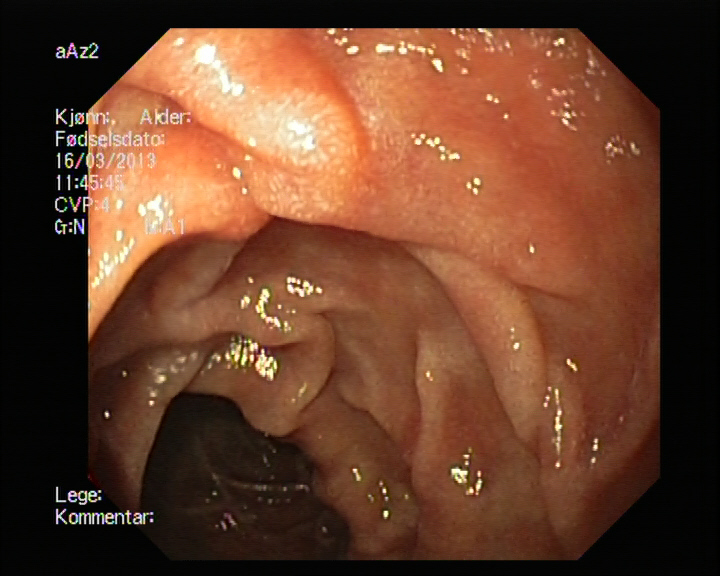 aAz2
Kjønn: Alder:
Fødselsdato:
16/03/2013
11:45:45
CVP:4
G:N
Lege:
Kommentar: